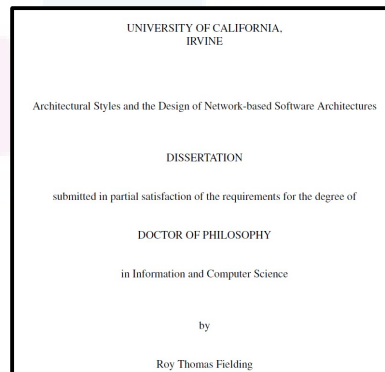 UNIVERSITY OF CALIFORNIA,
IRVINE
Architectural Styles and the Design of Network-based Software Architectures
DISSERTATION
submitted in partial satisfaction of the requirements for the degree of
DOCTOR OF PHILOSOPHY
in Information and Computer Science
by
Roy Thomas Fielding